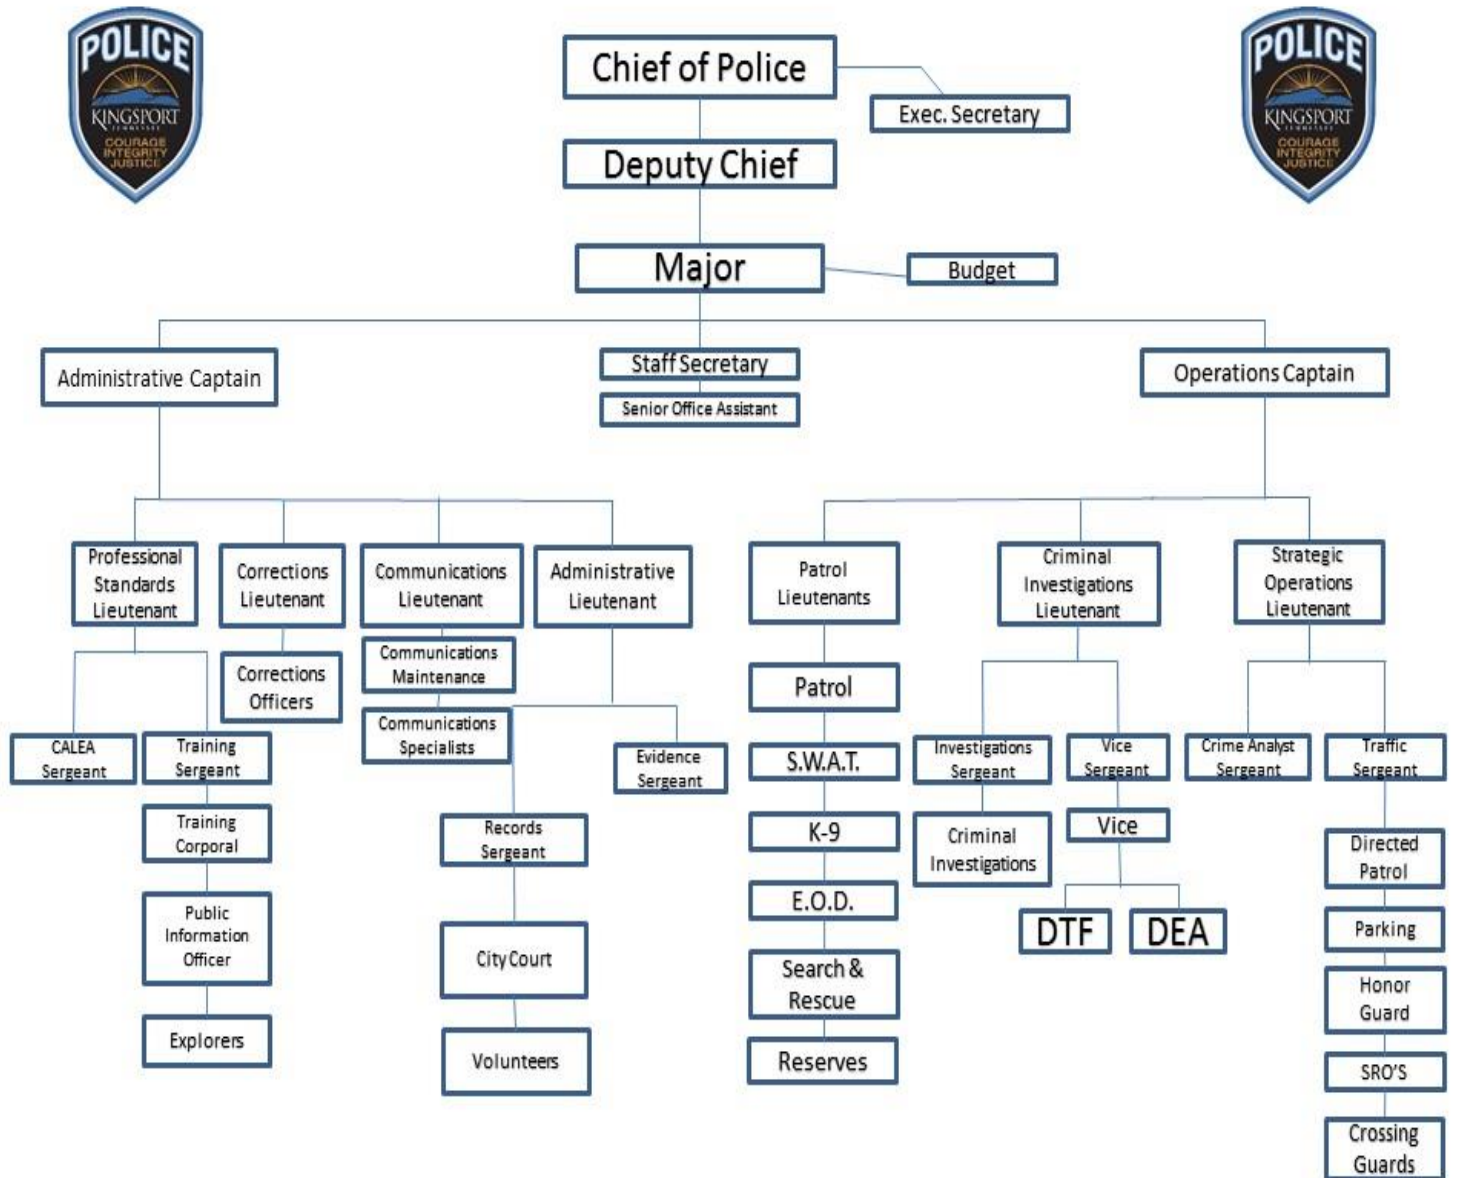 POLICE
KINGSPORT
TENNESSEE
COURAGE
INTEGRITY
JUSTICE
POLICE
KINGSPORT
TENNESSEE
COURAGE
INTEGRITY
JUSTICE
Chief of Police
Exec. Secretary
Deputy Chief
Major
Budget
Administrative Captain
Staff Secretary
Senior Office Assistant
Operations Captain
Professional
Standards
Lieutenant
Corrections
Lieutenant
Communications
Lieutenant
Administrative
Lieutenant
Patrol
Lieutenants
Criminal
Investigations
Lieutenant
Strategic
Operations
Lieutenant
Corrections
Officers
Communications
Maintenance
Communications
Specialists
CALEA
Sergeant
Training
Sergeant
Evidence
Sergeant
Patrol
S.W.A.T.
Investigations
Sergeant
Vice
Sergeant
Crime Analyst
Sergeant
Traffic
Sergeant
Training
Corporal
Records
Sergeant
K-9
Criminal
Investigations
Vice
Directed
Patrol
Public
Information
Officer
City Court
E.O.D.
DTF
DEA
Parking
Search &
Rescue
Honor
Guard
Explorers
Volunteers
Reserves
SRO'S
Crossing
Guards